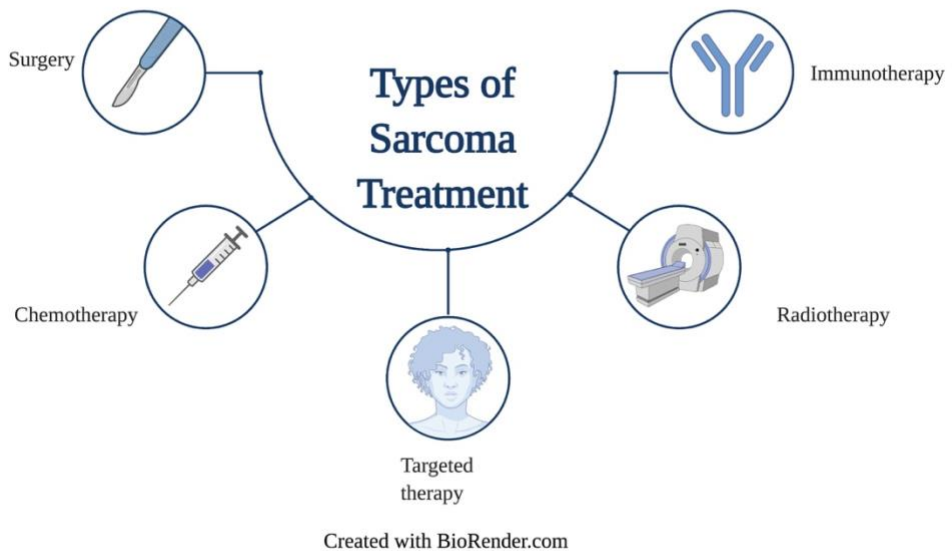 Surgery
Types of
Sarcoma
Treatment
Immunotherapy
Chemotherapy
Radiotherapy
Targeted
therapy
Created with BioRender.com